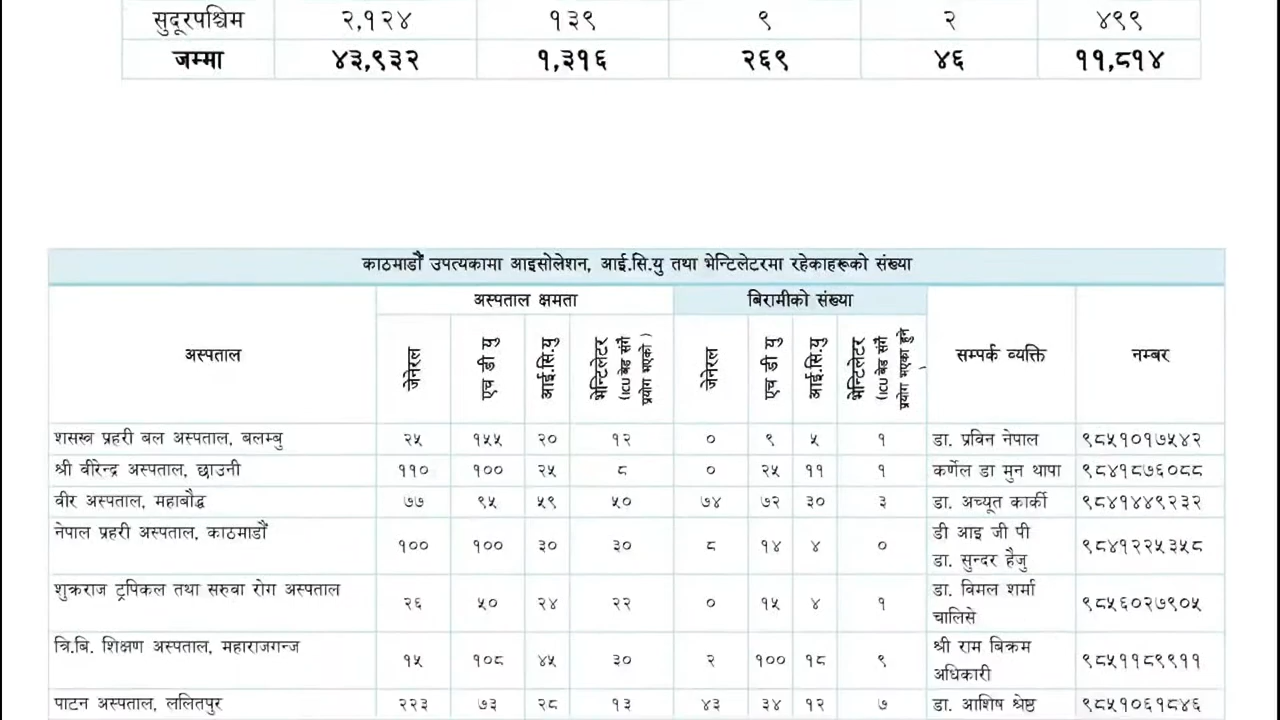 सुदूरपश्चिम २,१२४ १३९ ९ २ ४९९
जम्मा ४३,९३२ १,३१६ २६९ ४६ ११,८१४
काठमाडौं उपत्यकामा आइसोलेशन, आई.सि.यु तथा भेन्टिलेटरमा रहेकाहरूको संख्या
अस्पताल क्षमता बिरामीको संख्या
अस्पताल जेनेरल एच डी यु आई.सि.यु भेन्टिलेटर (ICU बेड संगै प्रयोग भएको ) जेनेरल एच डी यु आई.सि.यु भेन्टिलेटर (ICU बेड संगै प्रयोग भएका हुने ) सम्पर्क व्यक्ति नम्बर
शसस्त्र प्रहरी बल अस्पताल, बलम्बु २५ १५५ २० १२ ० ९ ५ १ डा. प्रविन नेपाल ९८५१०१७५४२
श्री वीरेन्द्र अस्पताल, छाउनी ११० १०० २५ ८ ० २५ ११ १ कर्णेल डा मुन थापा ९८४१८७६०८८
वीर अस्पताल, महाबौद्ध ७७ ९५ ५९ ५० ७४ ७२ ३० ३ डा. अच्यूत कार्की ९८४१४४९२३२
नेपाल प्रहरी अस्पताल, काठमाडौं १०० १०० ३० ३० ८ १४ ४ ० डी आइ जी पी
डा. सुन्दर हैजु ९८४१२२५३५८
शुक्रराज ट्रपिकल तथा सरुवा रोग अस्पताल २६ ५० २४ २२ ० १५ ४ १ डा. विमल शर्मा
चालिसे ९८५६०२७९०५
त्रि.बि. शिक्षण अस्पताल, महाराजगन्ज १५ १०८ ४५ ३० २ १०० १८ ९ श्री राम बिक्रम
अधिकारी ९८५११८९९११
पाटन अस्पताल, ललितपुर २२३ ७३ २८ १३ ४३ ३४ १२ ७ डा. आशिष श्रेष्ठ ९८५१०६१८४६